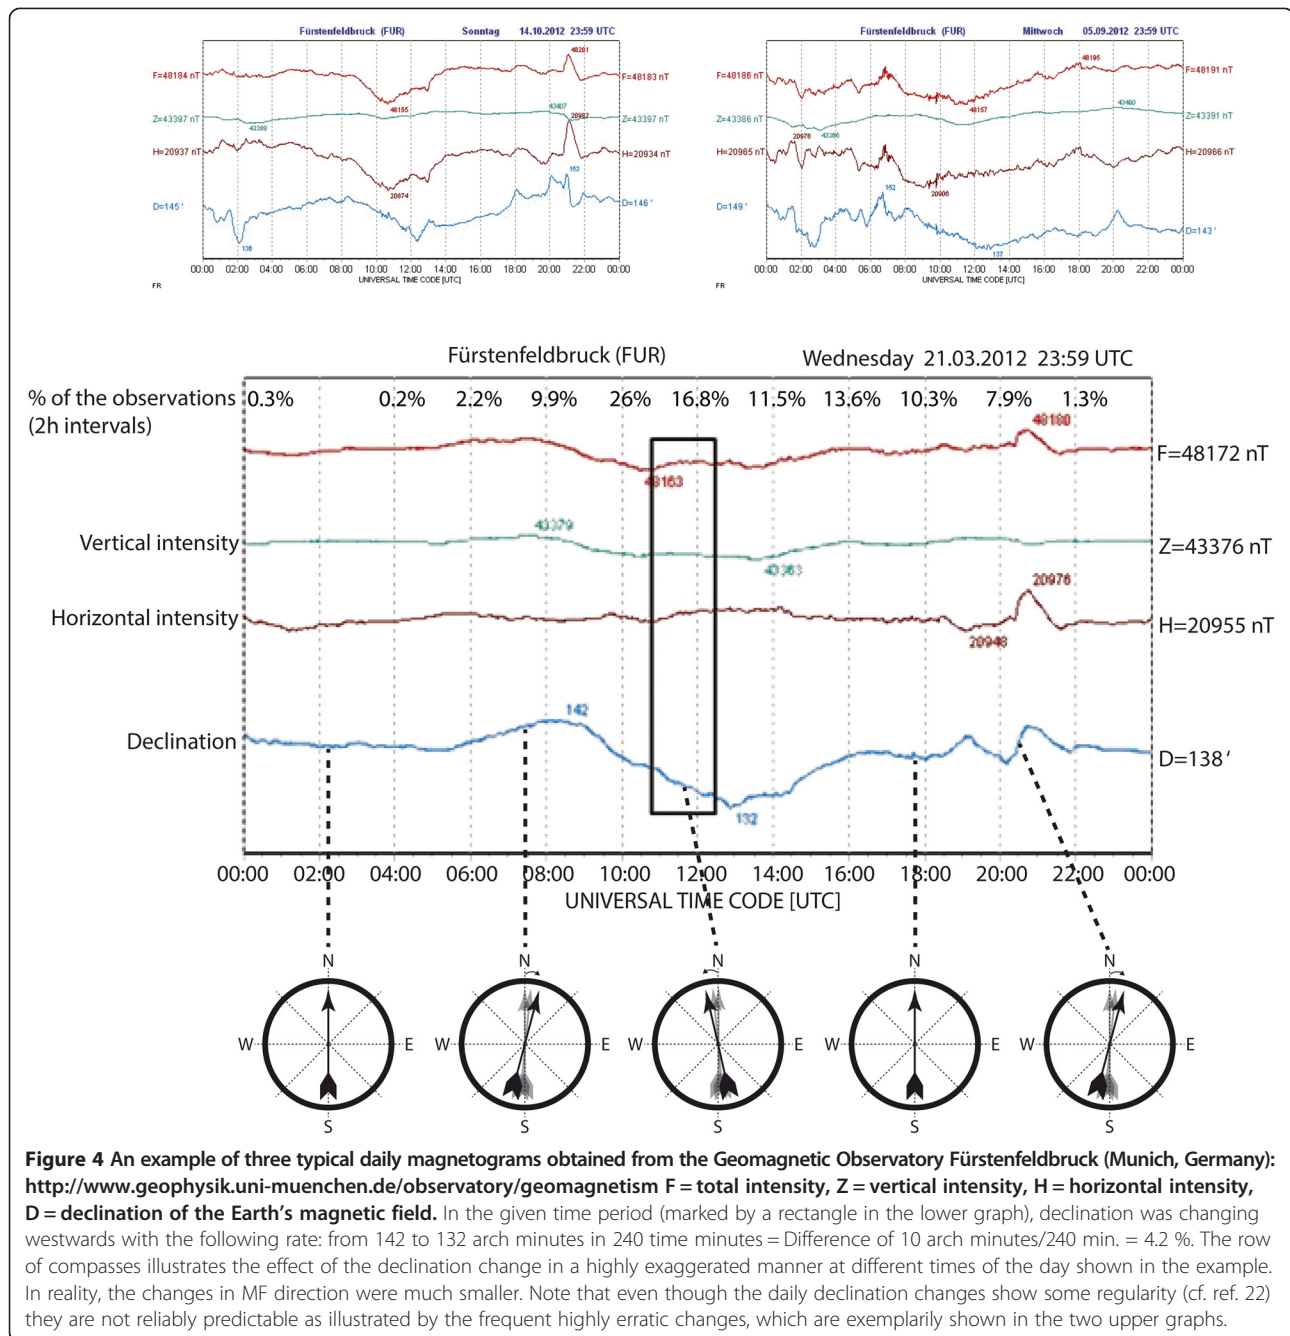 Fürstenfeldbruck (FUR) Sonntag 14.10.2012 23:59 UTC
48201
F=48184 nT
F=48183 nT
48155
43407
Z=43397 nT
Z=43397 nT
43389
20982
H=20937 nT
H=20934 nT
20874
153
D=145 '
D=146 '
136
00:00 02:00 04:00 06:00 08:00 10:00 12:00 14:00 16:00 18:00 20:00 22:00 00:00
UNIVERSAL TIME CODE [UTC]
FR
Fürstenfeldbruck (FUR) Mittwoch 05.09.2012 23:59 UTC
48195
F=48186 nT
F=48191 nT
48157
43400
Z=43386 nT
Z=43391 nT
20978
H=20965 nT
H=20966 nT
20906
152
D=149 '
D=143 '
137
00:00 02:00 04:00 06:00 08:00 10:00 12:00 14:00 16:00 18:00 20:00 22:00 00:00
UNIVERSAL TIME CODE [UTC]
FR
Fürstenfeldbruck (FUR) Wednesday 21.03.2012 23:59 UTC
% of the observations
(2h intervals)
0.3% 0.2% 2.2% 9.9% 26% 16.8% 11.5% 13.6% 10.3% 7.9% 1.3%
48180
F=48172 nT
48163
43379
Vertical intensity
Z=43376 nT
43363
20976
Horizontal intensity
H=20955 nT
20948
142
Declination
D=138 ′
132
00:00 02:00 04:00 06:00 08:00 10:00 12:00 14:00 16:00 18:00 20:00 22:00 00:00
UNIVERSAL TIME CODE [UTC]
N N N N N
W E W E W E W E W E
S S S S S
Figure 4 An example of three typical daily magnetograms obtained from the Geomagnetic Observatory Fürstenfeldbruck (Munich, Germany):
http://www.geophysik.uni-muenchen.de/observatory/geomagnetism F = total intensity, Z = vertical intensity, H = horizontal intensity,
D = declination of the Earth's magnetic field. In the given time period (marked by a rectangle in the lower graph), declination was changing
westwards with the following rate: from 142 to 132 arch minutes in 240 time minutes = Difference of 10 arch minutes/240 min. = 4.2 %. The row
of compasses illustrates the effect of the declination change in a highly exaggerated manner at different times of the day shown in the example.
In reality, the changes in MF direction were much smaller. Note that even though the daily declination changes show some regularity (cf. ref. 22)
they are not reliably predictable as illustrated by the frequent highly erratic changes, which are exemplarily shown in the two upper graphs.